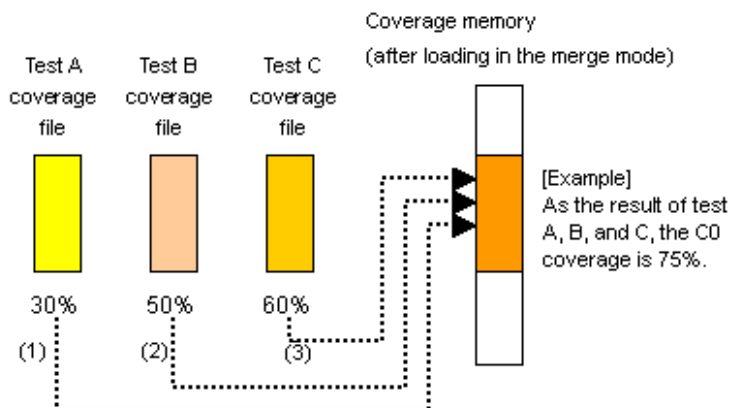 Coverage memory
(after loading in the merge mode)
Test A
coverage
file
Test B
coverage
file
Test C
coverage
file
[Example]
As the result of test
A, B, and C, the C0
coverage is 75%.
30%
50%
60%
(1)
(2)
(3)